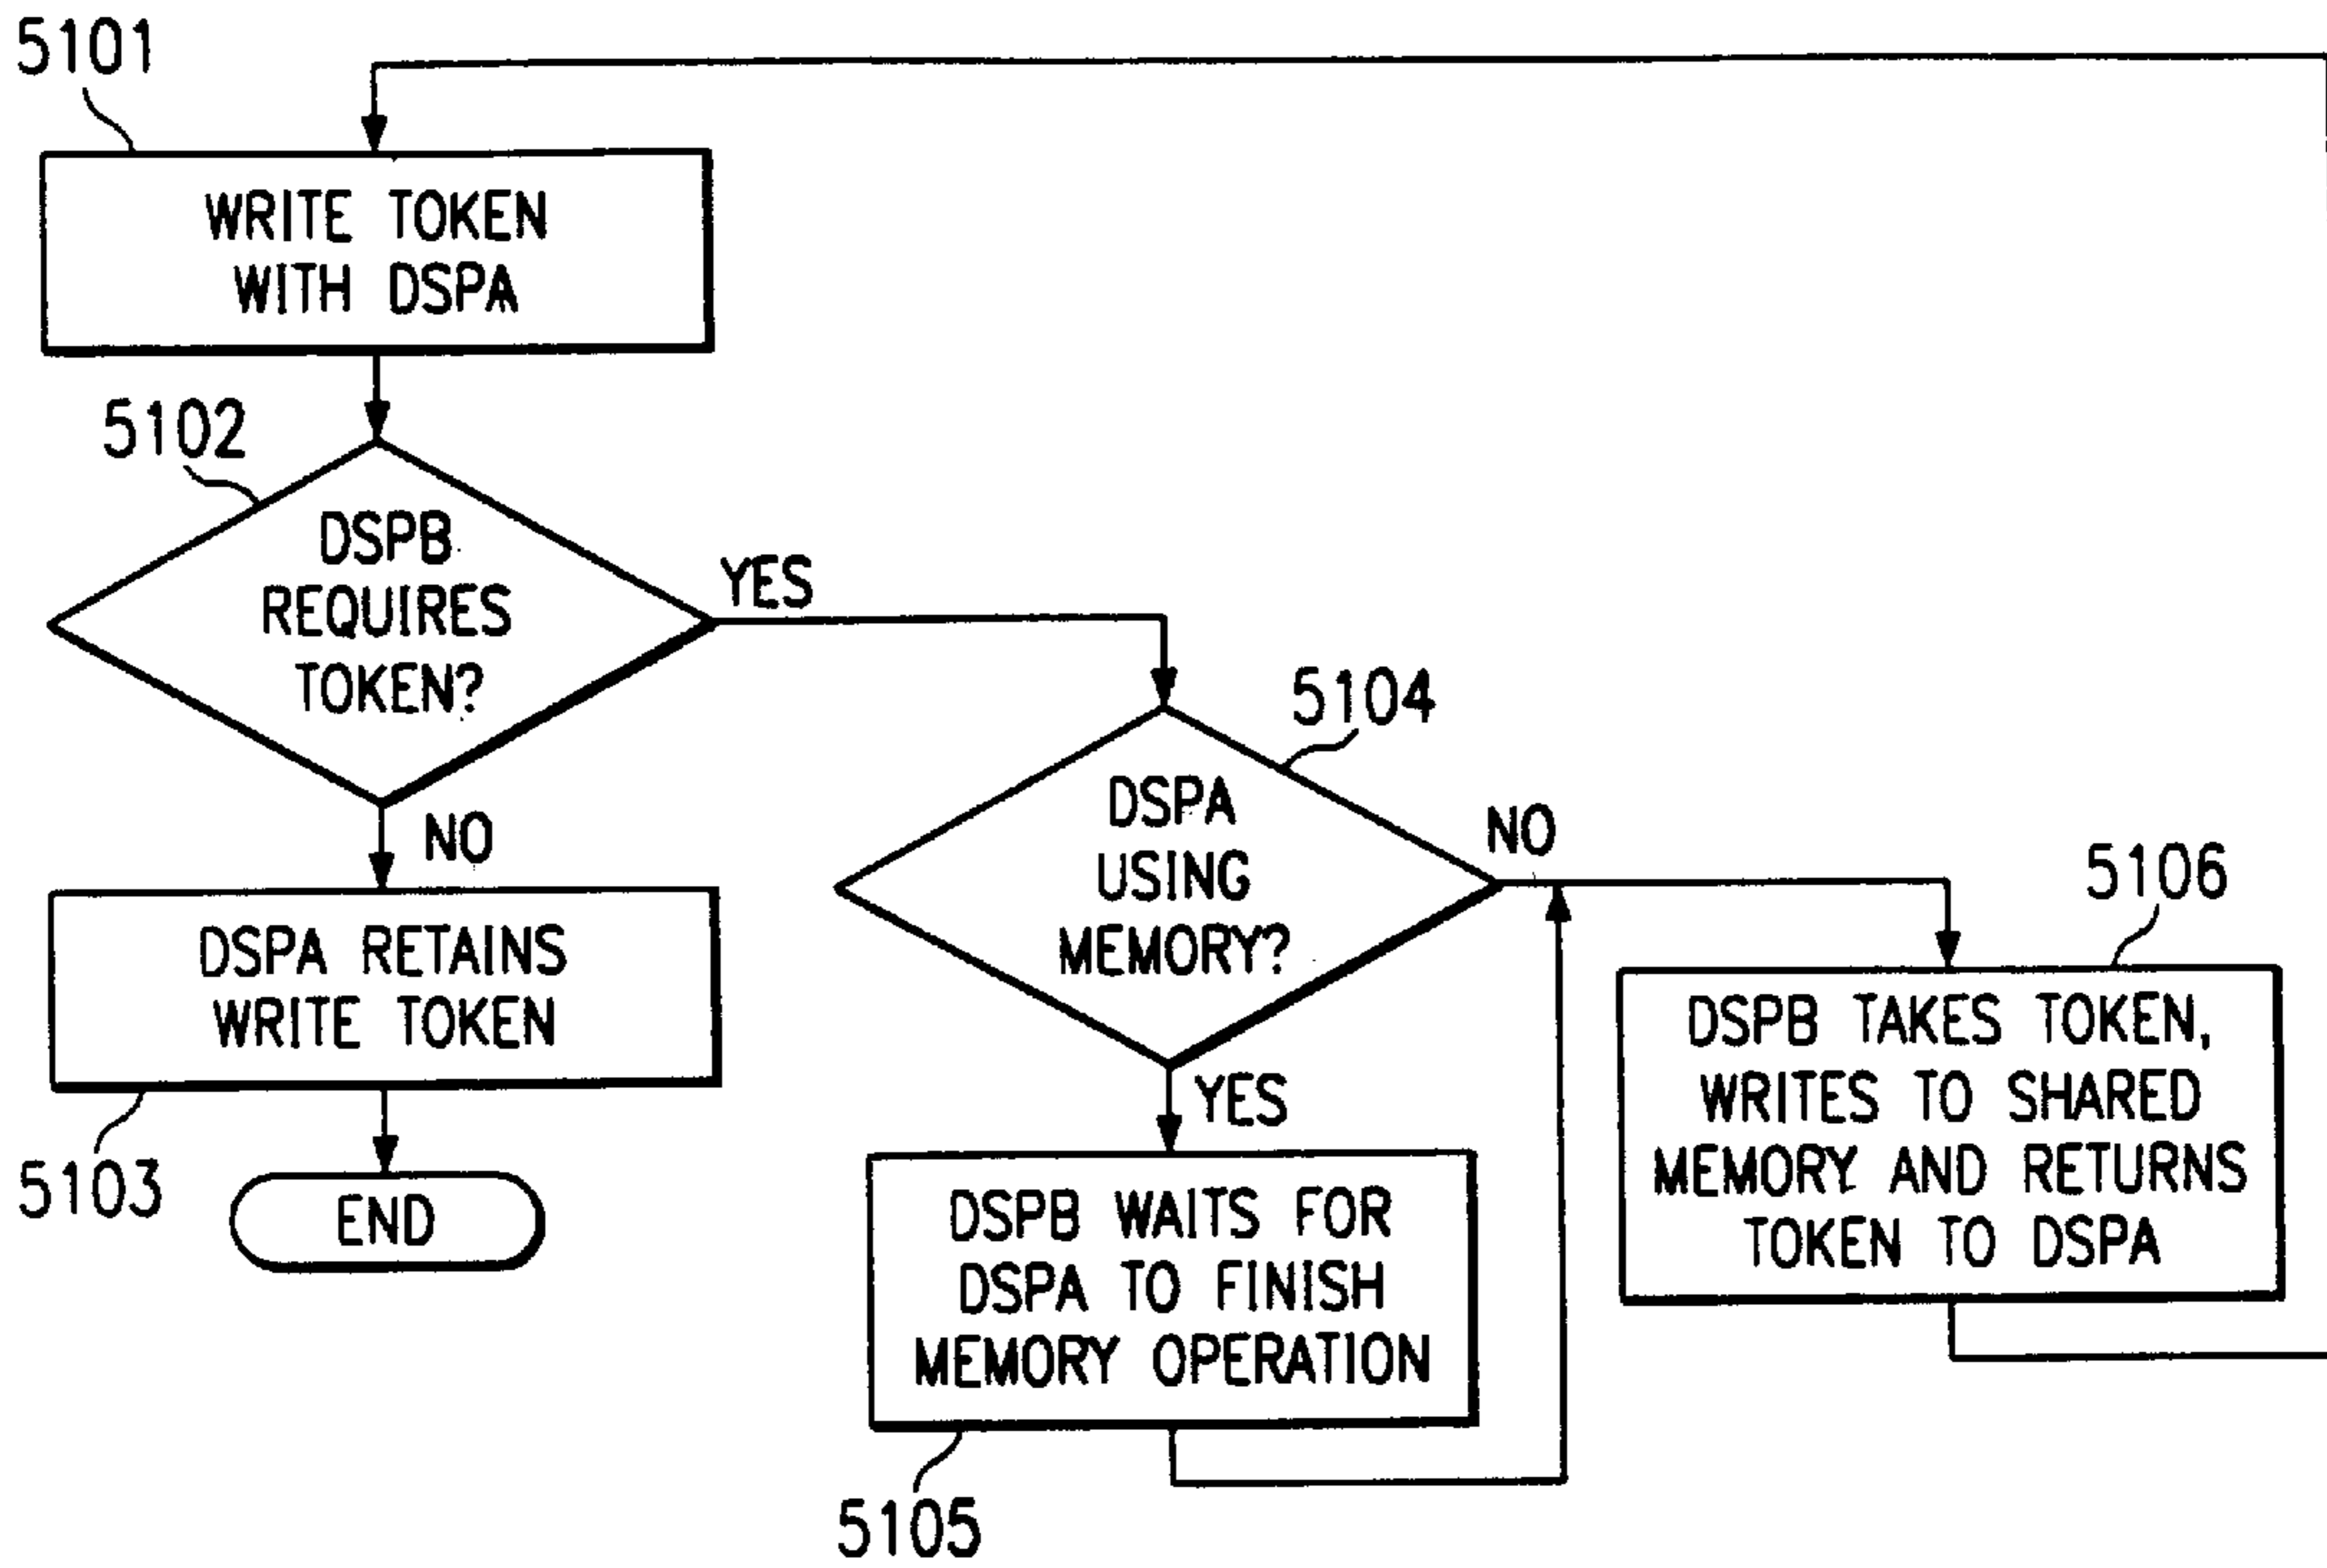 5101
WRITE TOKEN
WITH DSPA
5102
DSPB
REQUIRES
TOKEN?
YES
NO
DSPA RETAINS
WRITE TOKEN
5103
END
5104
DSPA
USING
MEMORY?
NO
YES
DSPB WAITS FOR
DSPA TO FINISH
MEMORY OPERATION
5105
5106
DSPB TAKES TOKEN,
WRITES TO SHARED
MEMORY AND RETURNS
TOKEN TO DSPA